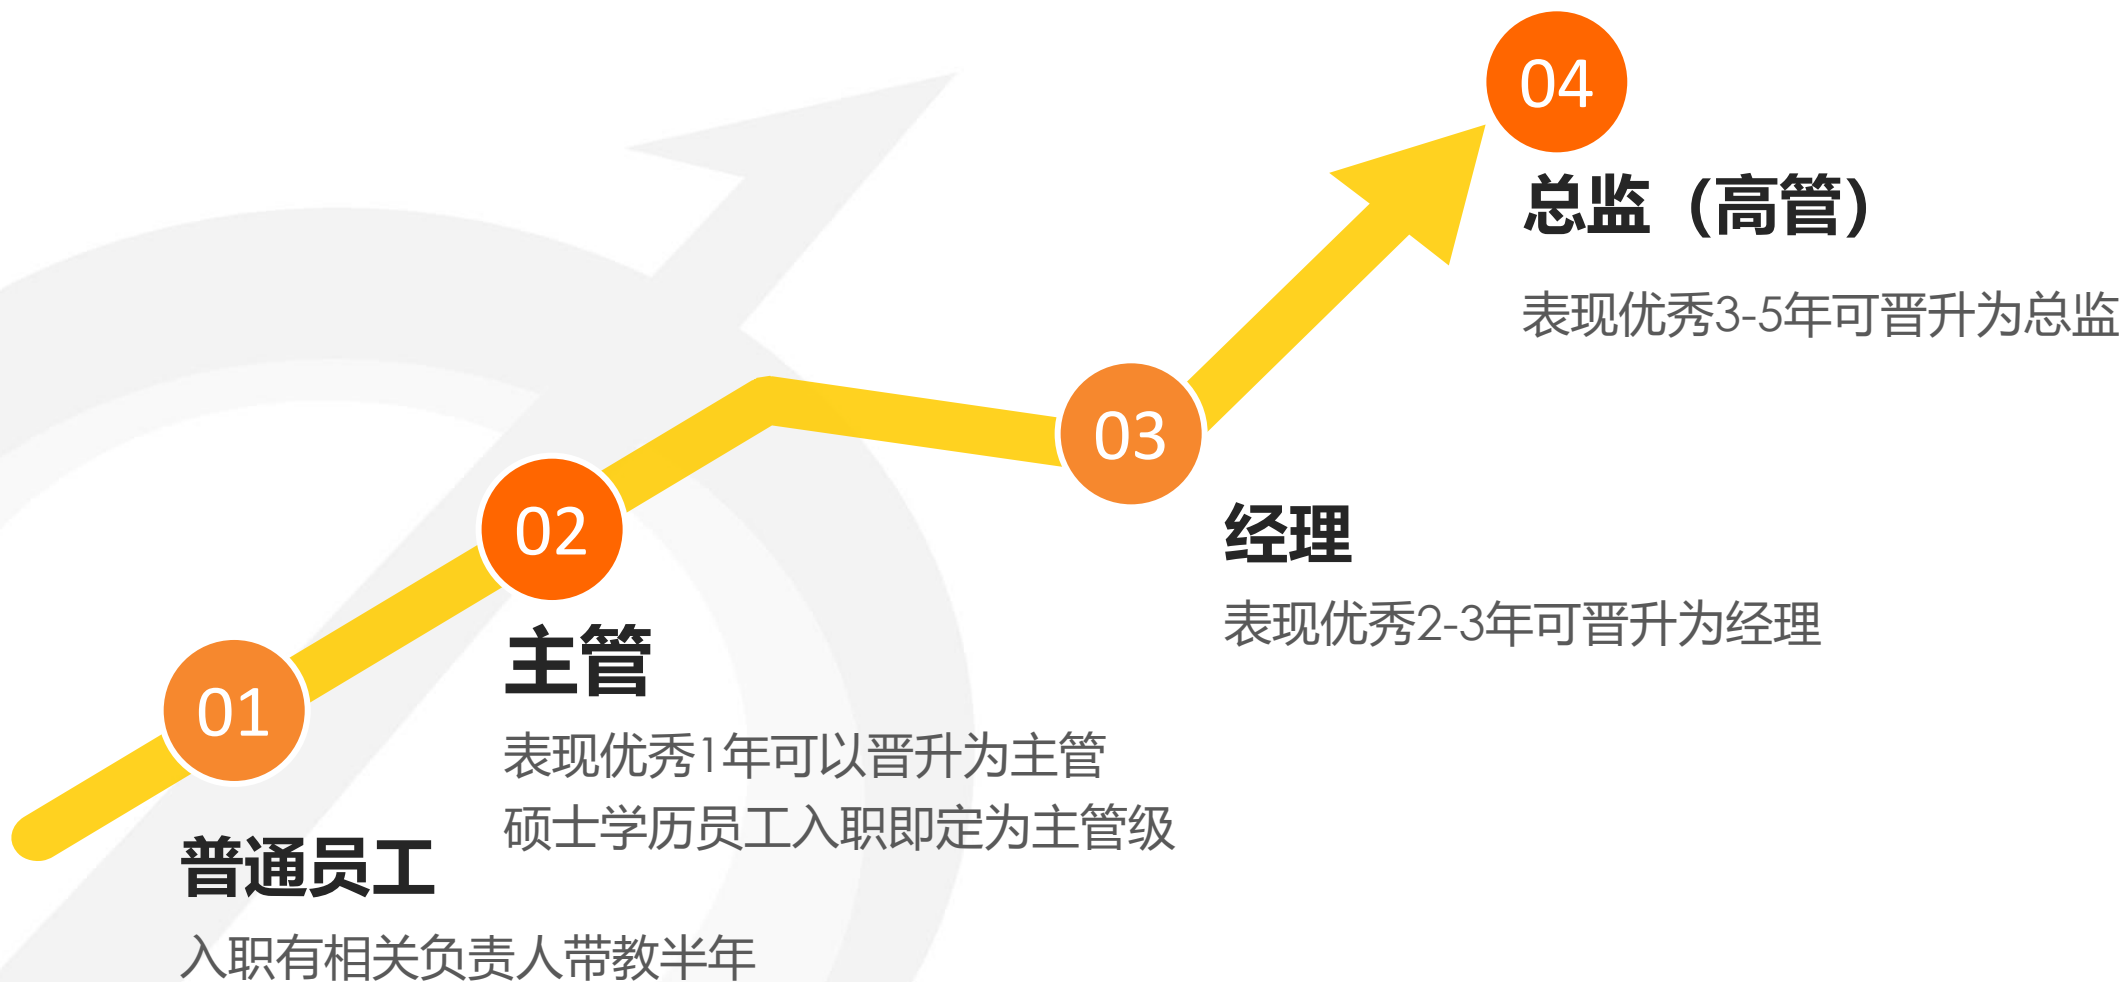 01
普通员工
入职有相关负责人带教半年
02
主管
表现优秀1年可以晋升为主管
硕士学历员工入职即定为主管级
03
经理
表现优秀2-3年可晋升为经理
04
总监（高管）
表现优秀3-5年可晋升为总监